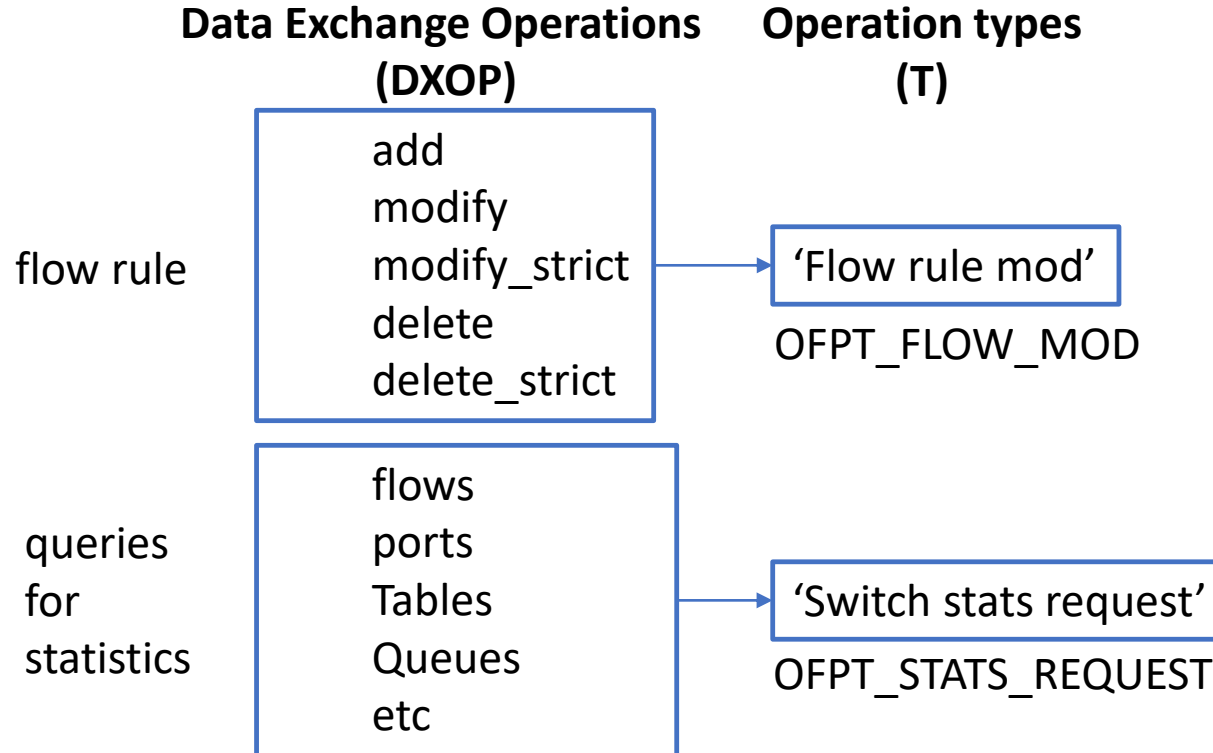 Data Exchange Operations
(DXOP)
Operation types
(T)
flow rule
add
modify
modify_strict
delete
delete_strict
‘Flow rule mod’
OFPT_FLOW_MOD
queries
for
statistics
flows
ports
Tables
Queues
etc
‘Switch stats request’
OFPT_STATS_REQUEST